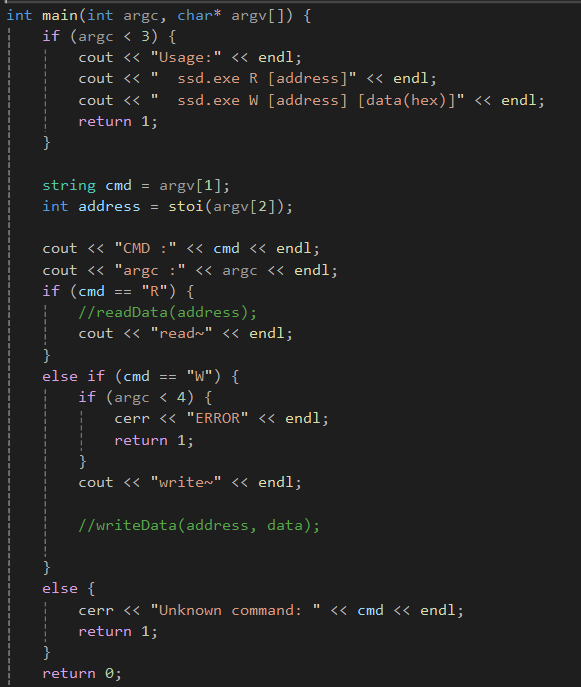 int main(int argc, char* argv[]) {
    if (argc < 3) {
        cout << "Usage:" << endl;
        cout << "  ssd.exe R [address]" << endl;
        cout << "  ssd.exe W [address] [data(hex)]" << endl;
        return 1;
    }

    string cmd = argv[1];
    int address = stoi(argv[2]);

    cout << "CMD :" << cmd << endl;
    cout << "argc :" << argc << endl;
    if (cmd == "R") {
        //readData(address);
        cout << "read~" << endl;
    }
    else if (cmd == "W") {
        if (argc < 4) {
            cerr << "ERROR" << endl;
            return 1;
        }
        cout << "write~" << endl;

        //writeData(address, data);

    }
    else {
        cerr << "Unknown command: " << cmd << endl;
        return 1;
    }
    return 0;